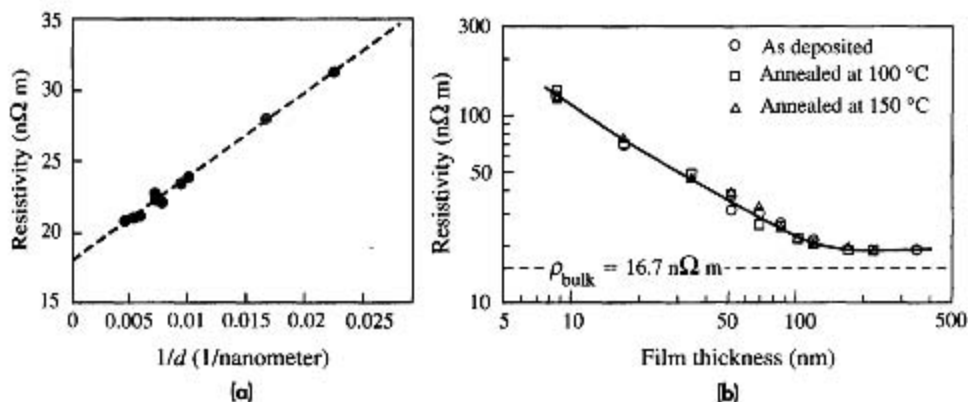 Resistivity (nΩ m)
35
30
25
20
15
0
0.005
0.01
0.015
0.02
0.025
1/d (1/nanometer)
(a)
Resistivity (nΩ m)
300
100
50
10
As deposited
Annealed at 100 °C
Annealed at 150 °C
ρbulk = 16.7 nΩ m
5
10
50
100
500
Film thickness (nm)
(b)